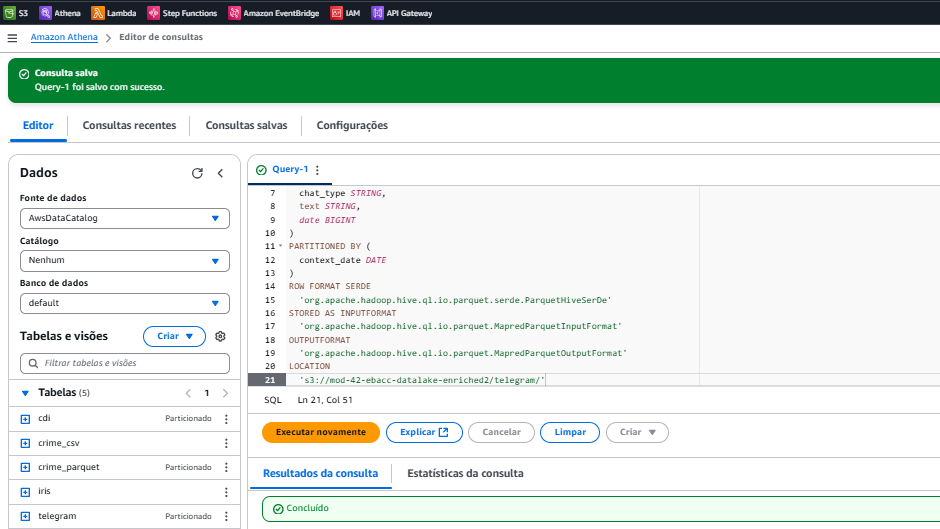 S3 Athena Lambda Step Functions Amazon EventBridge IAM API Gateway
Amazon Athena > Editor de consultas
Consulta salva
Query-1 foi salvo com sucesso.
Editor Consultas recentes Consultas salvas Configurações
Dados
Fonte de dados
AwsDataCatalog
Catálogo
Nenhum
Banco de dados
default
Tabelas e visões Criar
Filtrar tabelas e visões
Tabelas (5) 1
cdi Particionado
crime_csv
crime_parquet Particionado
iris
telegram Particionado
Query-1
7 chat_type STRING,
8 text STRING,
9 date BIGINT
10 )
11 PARTITIONED BY (
12 context_date DATE
13 )
14 ROW FORMAT SERDE
15 'org.apache.hadoop.hive.ql.io.parquet.serde.ParquetHiveSerDe'
16 STORED AS INPUTFORMAT
17 'org.apache.hadoop.hive.ql.io.parquet.MapredParquetInputFormat'
18 OUTPUTFORMAT
19 'org.apache.hadoop.hive.ql.io.parquet.MapredParquetOutputFormat'
20 LOCATION
21 's3://mod-42-ebacc-datalake-enriched2/telegram/'
SQL Ln 21, Col 51
Executar novamente Explicar Cancelar Limpar Criar
Resultados da consulta Estatísticas da consulta
Concluído